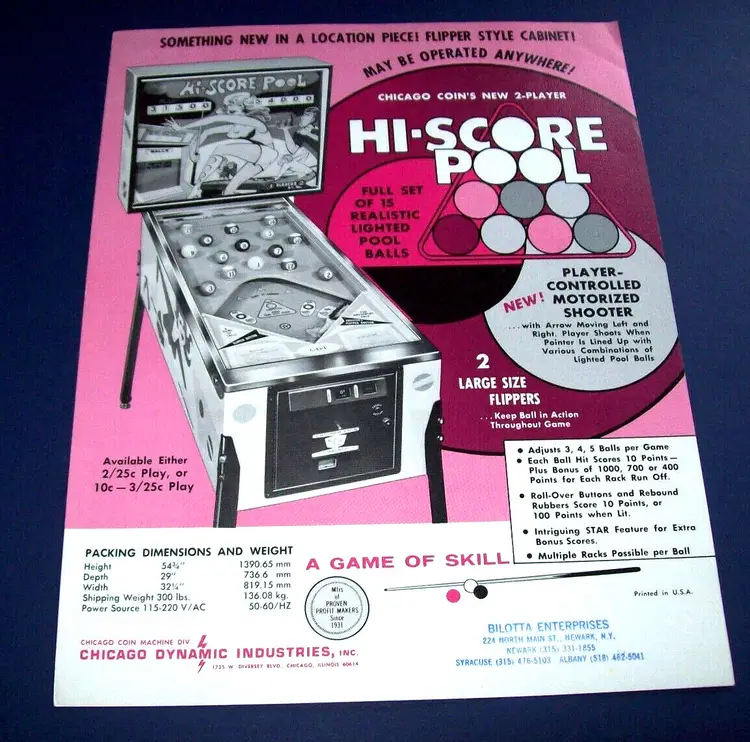 SOMETHING NEW IN A LOCATION PIECE! FLIPPER STYLE CABINET!
MAY BE OPERATED ANYWHERE!
CHICAGO COIN'S NEW 2-PLAYER
HI-SCORE
POOL
Hi-SCORE POOL
31500
54000
FULL SET
OF 15
REALISTIC
LIGHTED
POOL
BALLS
PLAYER-
CONTROLLED
NEW! MOTORIZED
SHOOTER
...with Arrow Moving Left and
Right. Player Shoots When
Pointer Is Lined Up with
Various Combinations of
Lighted Pool Balls
2
LARGE SIZE
FLIPPERS
...Keep Ball in Action
Throughout Game
Available Either
2/25c Play, or
10c — 3/25c Play
• Adjusts 3, 4, 5 Balls per Game
• Each Ball Hit Scores 10 Points —
Plus Bonus of 1000, 700 or 400
Points for Each Rack Run Off.
• Roll-Over Buttons and Rebound
Rubbers Score 10 Points, or
100 Points when Lit.
• Intriguing STAR Feature for Extra
Bonus Scores.
• Multiple Racks Possible per Ball
PACKING DIMENSIONS AND WEIGHT
Height 54¾" 1390.65 mm
Depth 29" 736.6 mm
Width 32¼" 819.15 mm
Shipping Weight 300 lbs. 136.08 kg.
Power Source 115-220 V/AC 50-60/HZ
A GAME OF SKILL
Mfrs
of
PROVEN
PROFIT MAKERS
Since
1931
Printed in U.S.A.
CHICAGO COIN MACHINE DIV.
CHICAGO DYNAMIC INDUSTRIES, INC.
1725 W. DIVERSEY BLVD., CHICAGO, ILLINOIS 60614
BILOTTA ENTERPRISES
224 NORTH MAIN ST., NEWARK, N.Y.
NEWARK (315) 331-1855
SYRACUSE (315) 476-5103 ALBANY (518) 462-5041